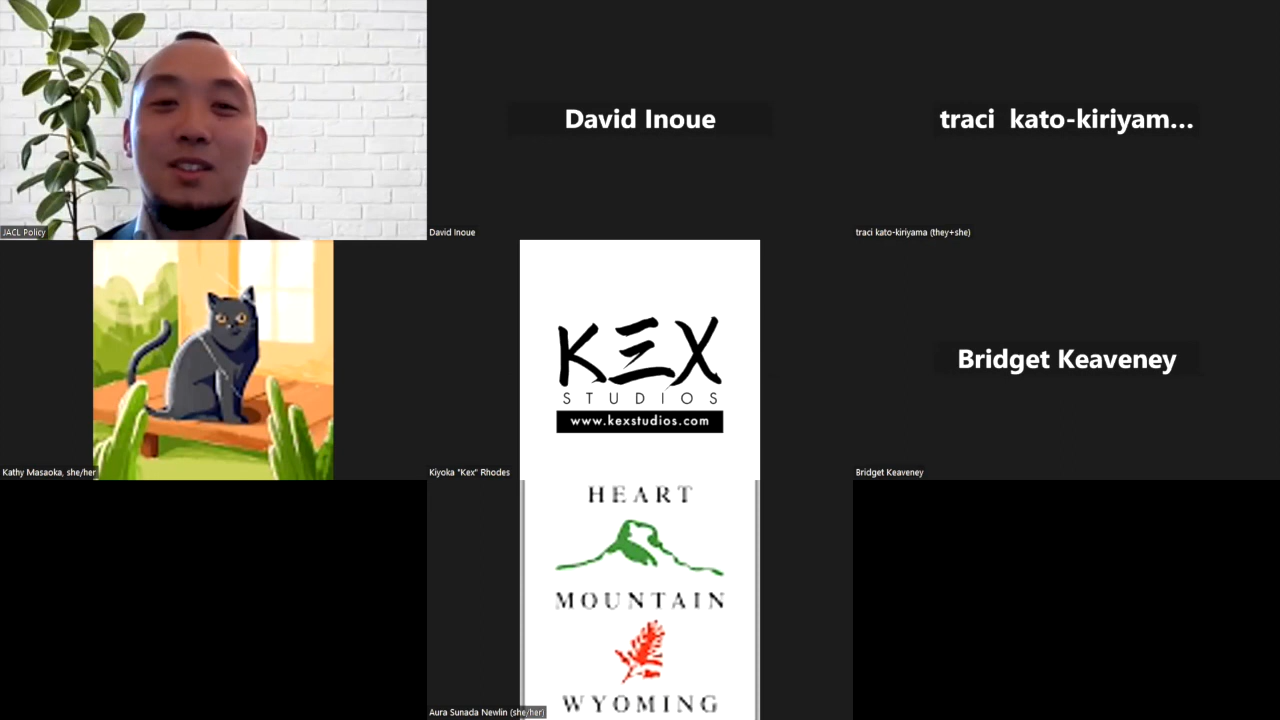 David Inoue
traci kato-kiriyam...
JACL Policy
David Inoue
traci kato-kiriyama (they+she)
KEX
STUDIOS
www.kexstudios.com
Bridget Keaveney
Kathy Masaoka, she/her
Kiyoka "Kex" Rhodes
Bridget Keaveney
HEART
MOUNTAIN
WYOMING
Aura Sunada Newlin (she/her)